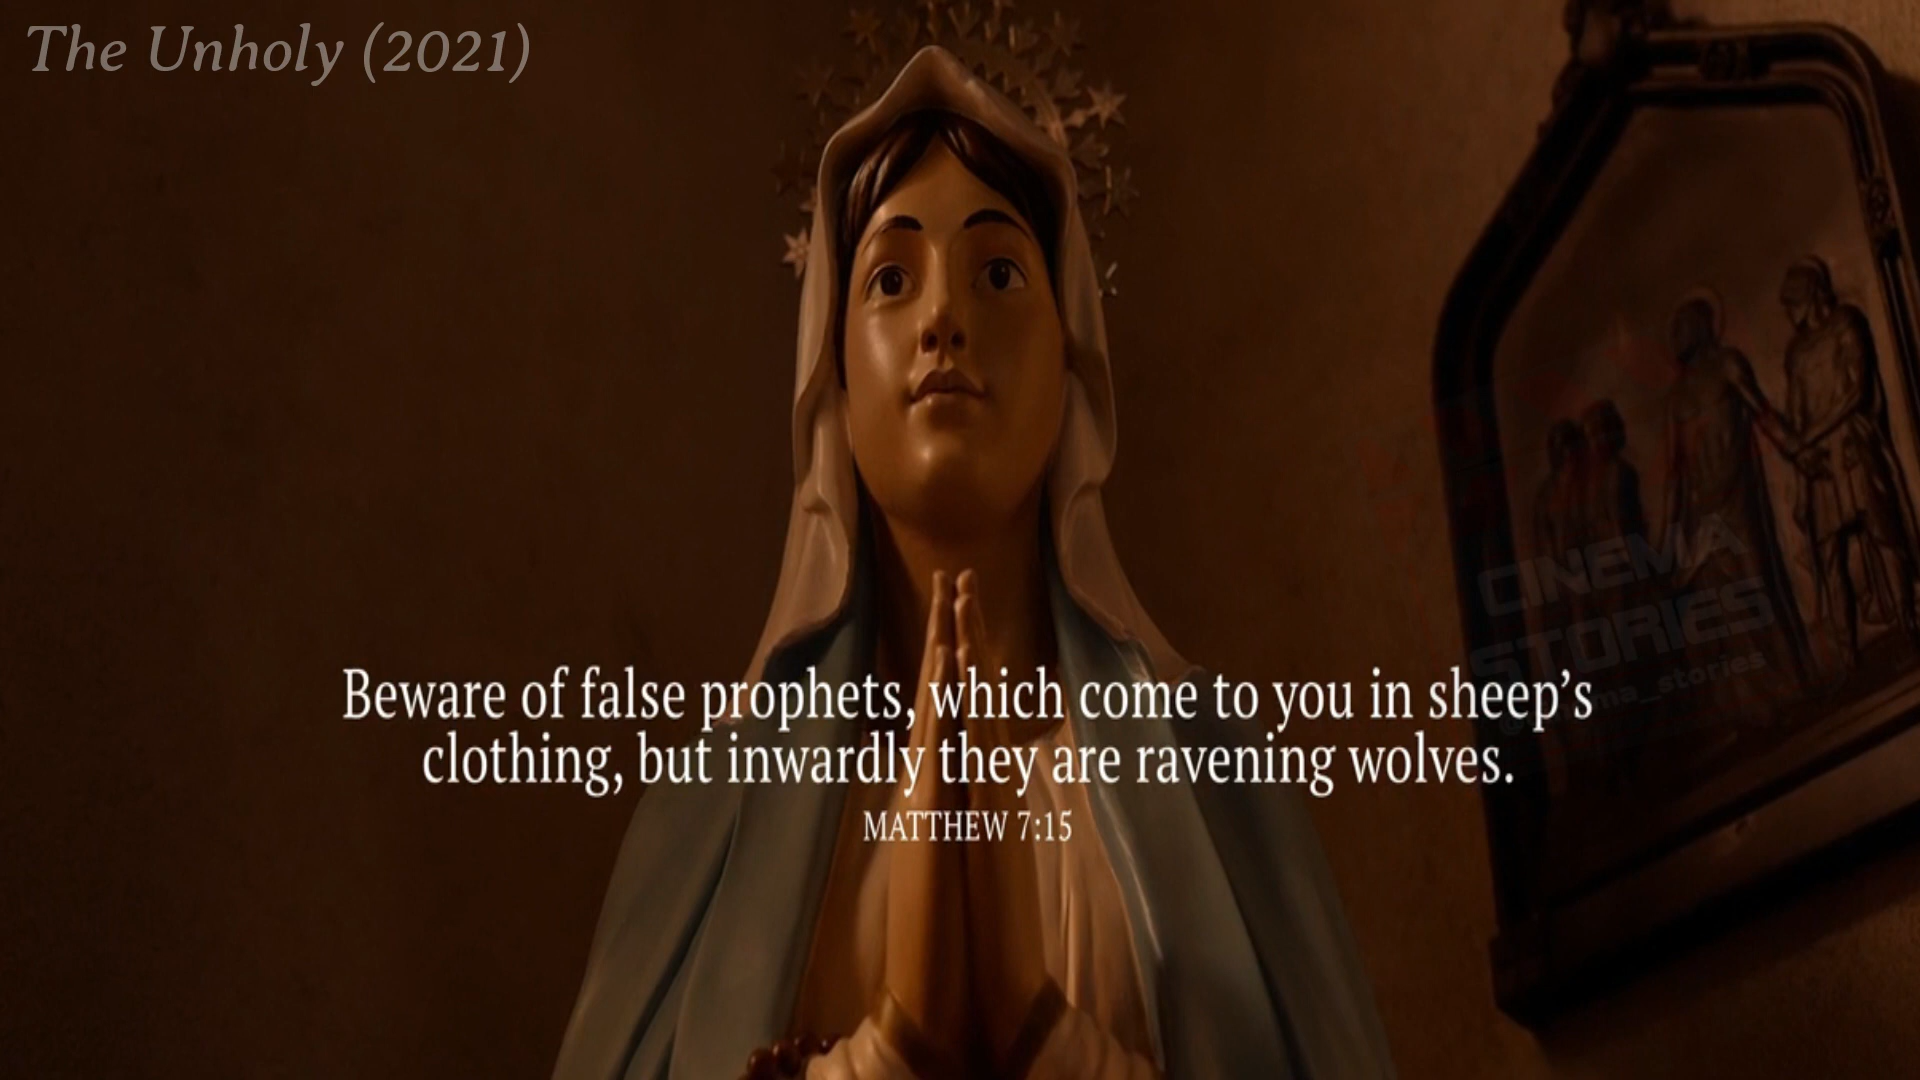 The Unholy (2021)
CINEMA
STORIES
Beware of false prophets, which come to you in sheep’s
clothing, but inwardly they are ravening wolves.
MATTHEW 7:15